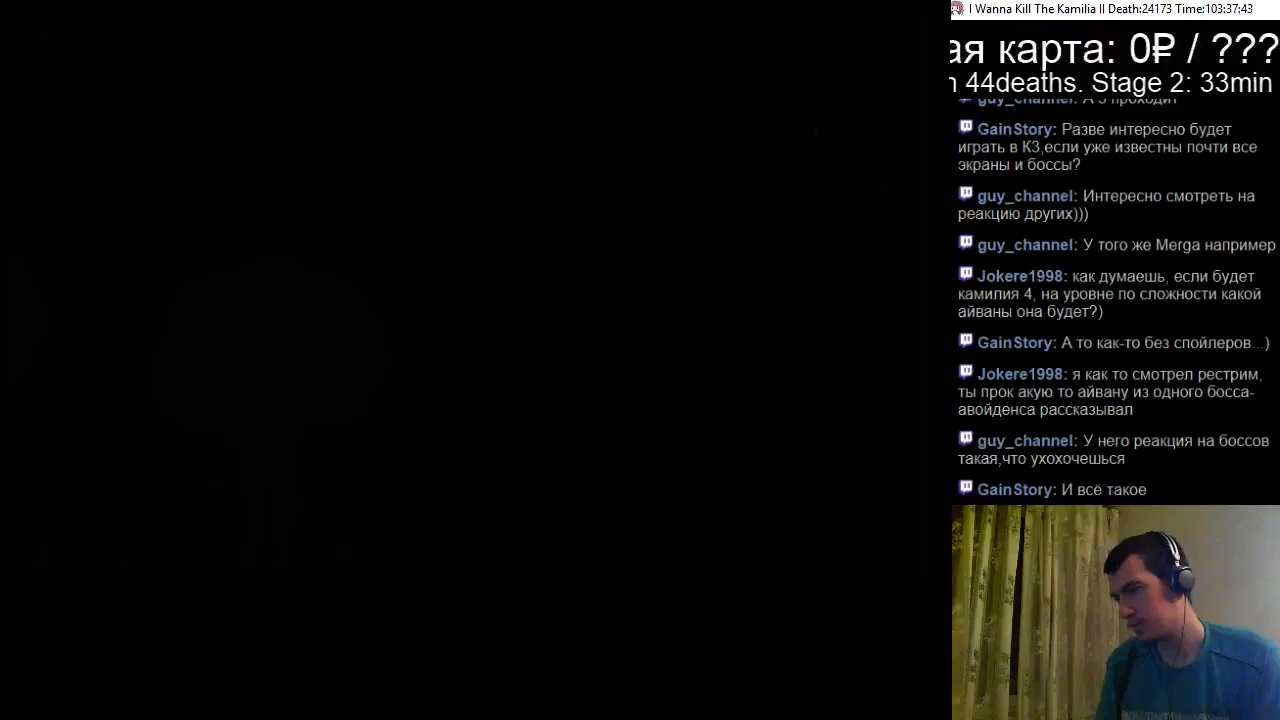 I Wanna Kill The Kamilia II Death:24173 Time:103:37:43
ая карта: 0₽ / ???
44deaths. Stage 2: 33min
guy_channel: А 3 проходит
GainStory: Разве интересно будет
играть в К3,если уже известны почти все
экраны и боссы?
guy_channel: Интересно смотреть на
реакцию других)))
guy_channel: У того же Merga например
Jokere1998: как думаешь, если будет
камилия 4, на уровне по сложности какой
айваны она будет?)
GainStory: А то как-то без спойлеров...)
Jokere1998: я как то смотрел рестрим,
ты прок акую то айвану из одного босса-
авойденса рассказывал
guy_channel: У него реакция на боссов
такая,что ухохочешься
GainStory: И всё такое